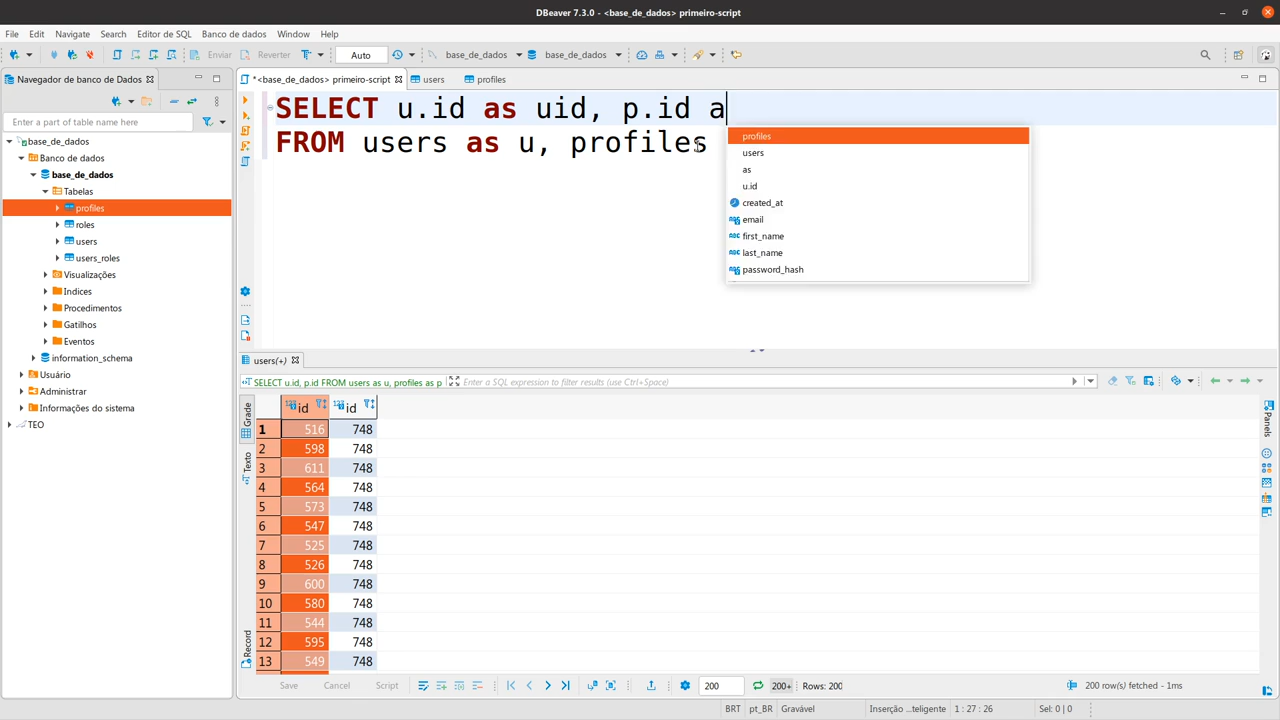 DBeaver 7.3.0 - <base_de_dados> primeiro-script
File Edit Navigate Search Editor de SQL Banco de dados Window Help
Enviar Reverter Auto base_de_dados base_de_dados
Navegador de banco de Dados
*<base_de_dados> primeiro-script users profiles
Enter a part of table name here
base_de_dados
Banco de dados
base_de_dados
Tabelas
profiles
roles
users
users_roles
Visualizações
Indices
Procedimentos
Gatilhos
Eventos
information_schema
Usuário
Administrar
Informações do sistema
TEO
SELECT u.id as uid, p.id a
FROM users as u, profiles
profiles
users
as
u.id
created_at
email
first_name
last_name
password_hash
users(+)
SELECT u.id, p.id FROM users as u, profiles as p Enter a SQL expression to filter results (use Ctrl+Space)
Grade
Texto
Record
Panels
id id
1 516 748
2 598 748
3 611 748
4 564 748
5 573 748
6 547 748
7 525 748
8 526 748
9 600 748
10 580 748
11 544 748
12 595 748
13 549 748
Save Cancel Script 200 200+ Rows: 200 200 row(s) fetched - 1ms
BRT pt_BR Gravável Inserção ...teligente 1 : 27 : 26 Sel: 0 | 0